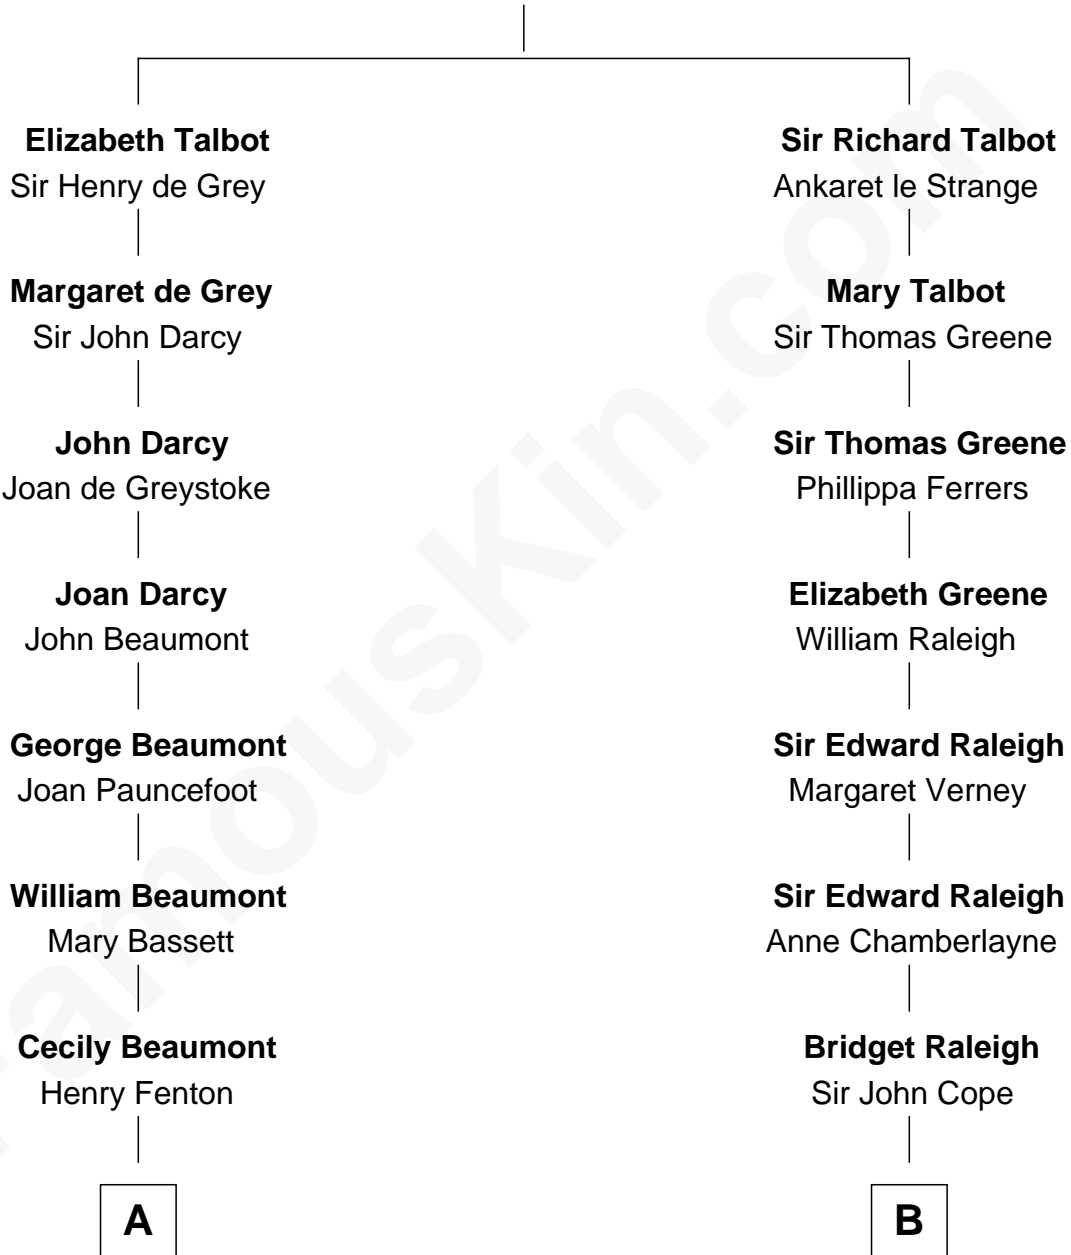 Elizabeth Talbot
Sir Henry de Grey
Margaret de Grey
Sir John Darcy
John Darcy
Joan de Greystoke
Joan Darcy
John Beaumont
George Beaumont
Joan Pauncefoot
William Beaumont
Mary Bassett
Cecily Beaumont
Henry Fenton
A
Sir Richard Talbot
Ankaret le Strange
Mary Talbot
Sir Thomas Greene
Sir Thomas Greene
Phillippa Ferrers
Elizabeth Greene
William Raleigh
Sir Edward Raleigh
Margaret Verney
Sir Edward Raleigh
Anne Chamberlayne
Bridget Raleigh
Sir John Cope
B
FamousKin.com